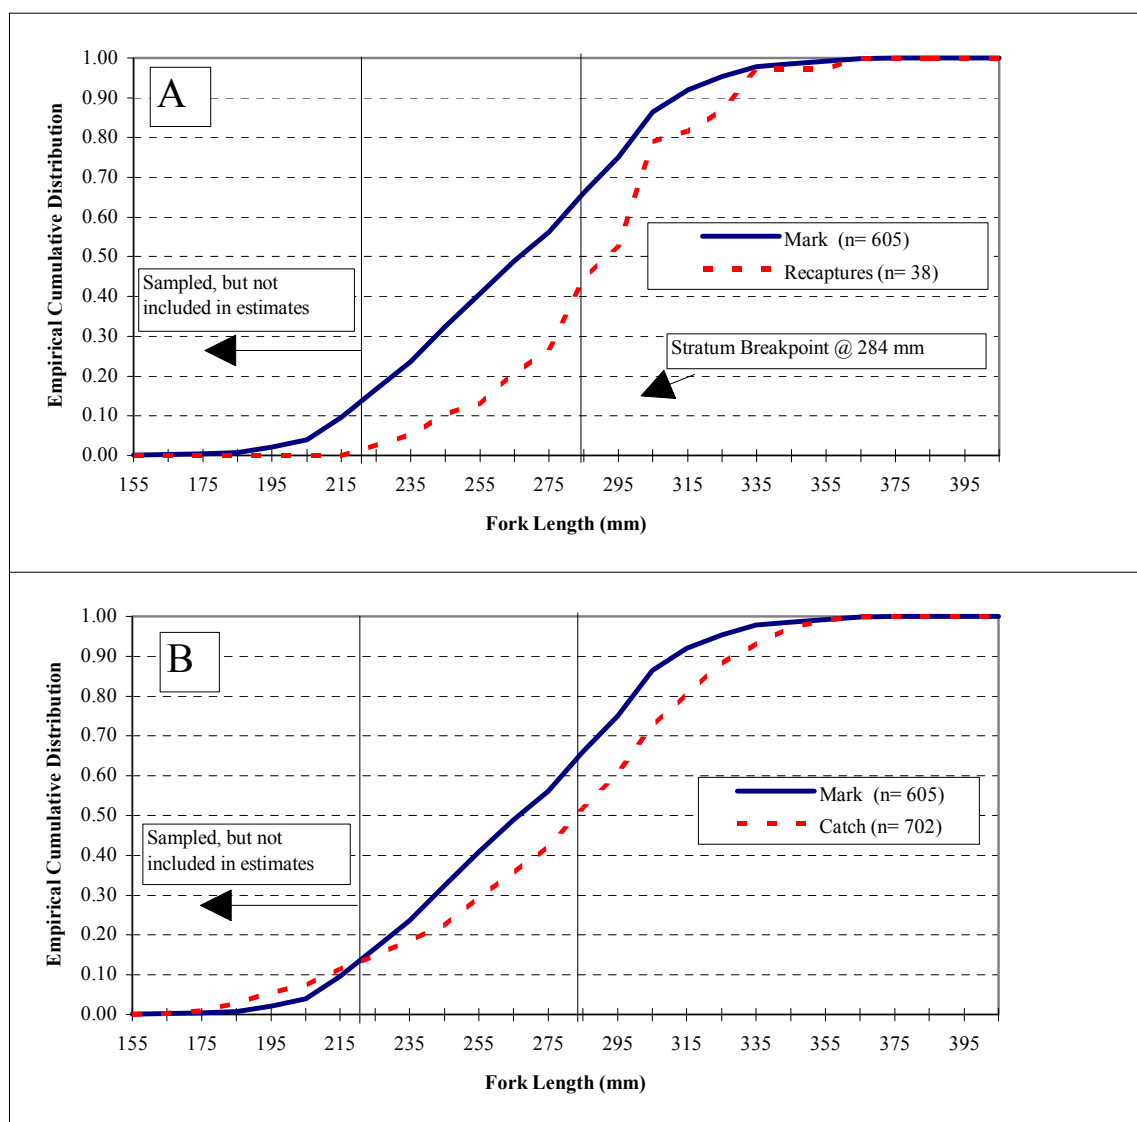 A
Empirical Cumulative Distribution
1.00
0.90
0.80
0.70
0.60
0.50
0.40
0.30
0.20
0.10
0.00
Mark (n= 605)
Recaptures (n= 38)
Sampled, but not
included in estimates
Stratum Breakpoint @ 284 mm
155 175 195 215 235 255 275 295 315 335 355 375 395
Fork Length (mm)
B
Empirical Cumulative Distribution
1.00
0.90
0.80
0.70
0.60
0.50
0.40
0.30
0.20
0.10
0.00
Mark (n= 605)
Catch (n= 702)
Sampled, but not
included in estimates
155 175 195 215 235 255 275 295 315 335 355 375 395
Fork Length (mm)